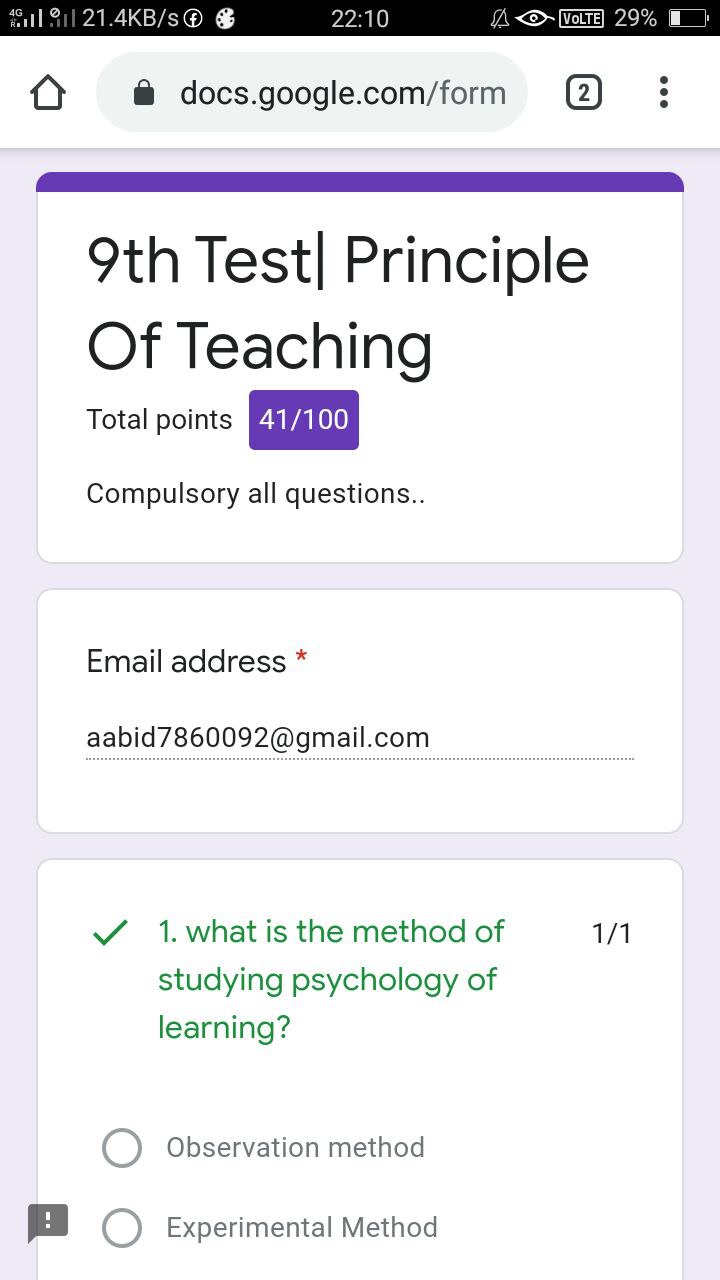 4G R 21.4KB/s 22:10 VoLTE 29%
docs.google.com/form 2
9th Test| Principle
Of Teaching
Total points 41/100
Compulsory all questions..
Email address *
aabid7860092@gmail.com
1. what is the method of 1/1
studying psychology of
learning?
Observation method
Experimental Method